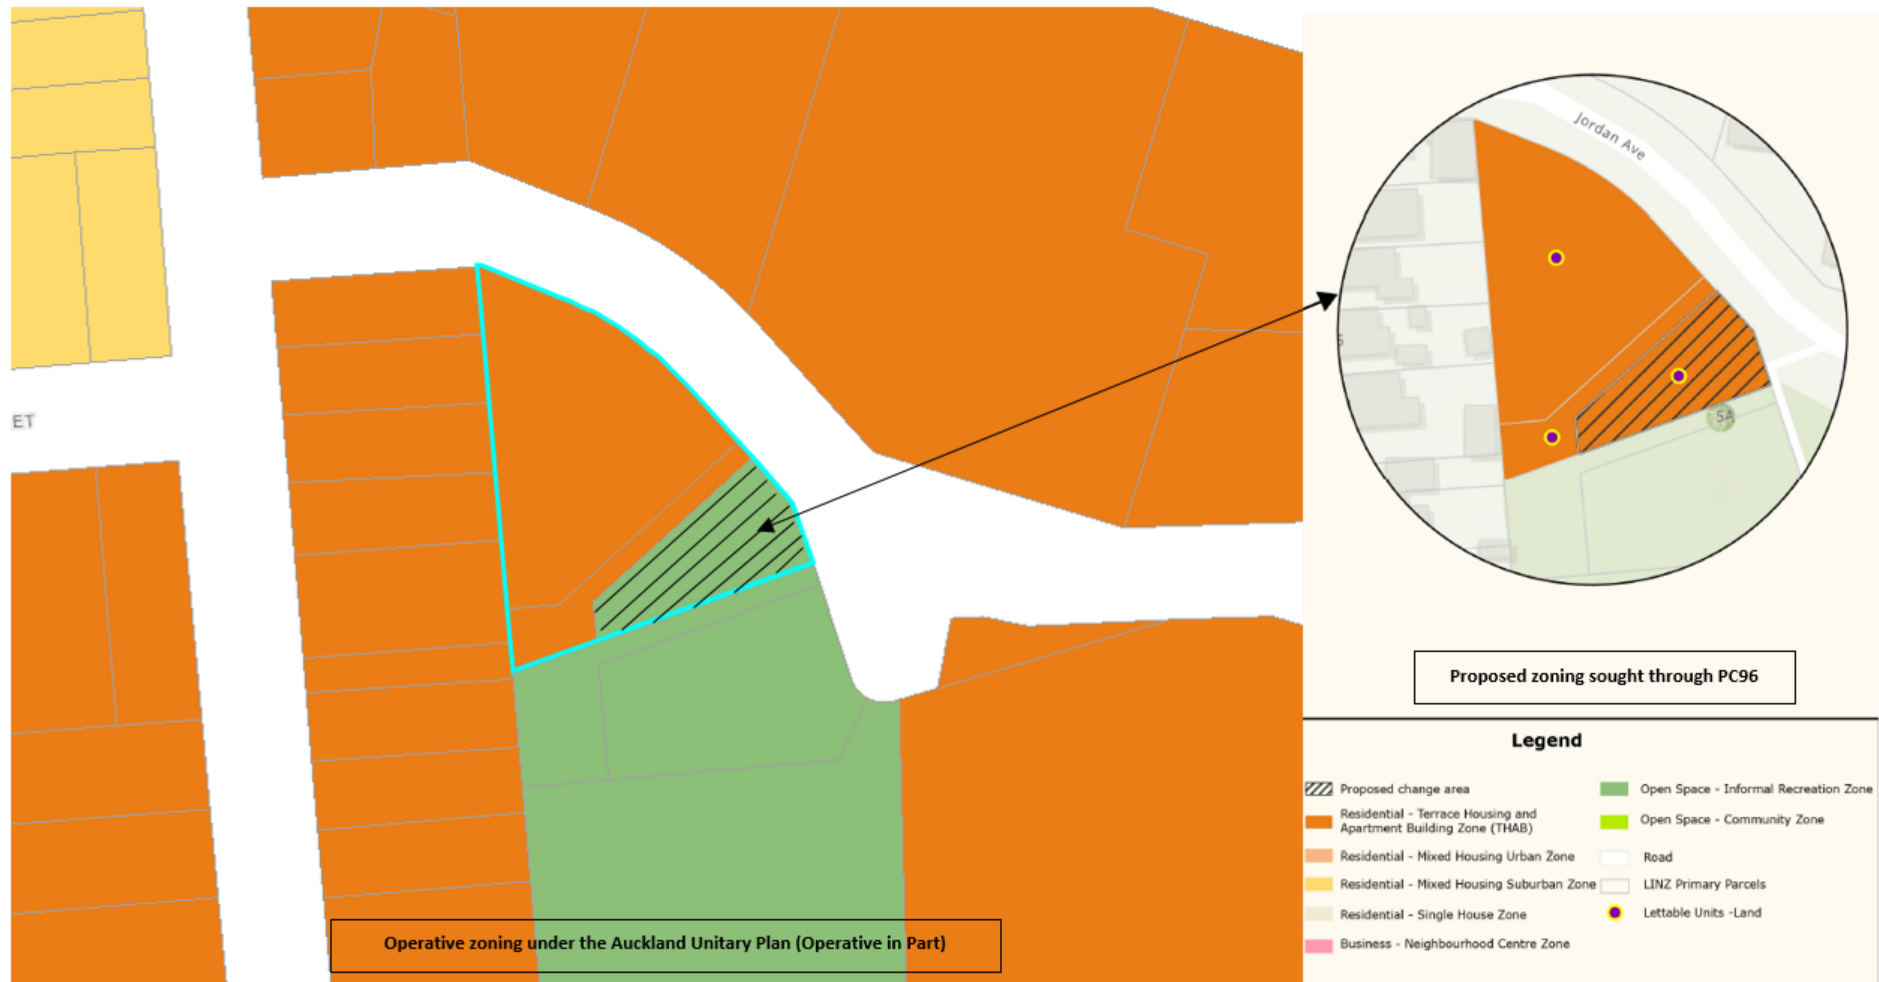 ET
Operative zoning under the Auckland Unitary Plan (Operative in Part)
Jordan Ave
5A
Proposed zoning sought through PC96
Legend
Proposed change area
Residential - Terrace Housing and
Apartment Building Zone (THAB)
Residential - Mixed Housing Urban Zone
Residential - Mixed Housing Suburban Zone
Residential - Single House Zone
Business - Neighbourhood Centre Zone
Open Space - Informal Recreation Zone
Open Space - Community Zone
Road
LINZ Primary Parcels
Lettable Units -Land